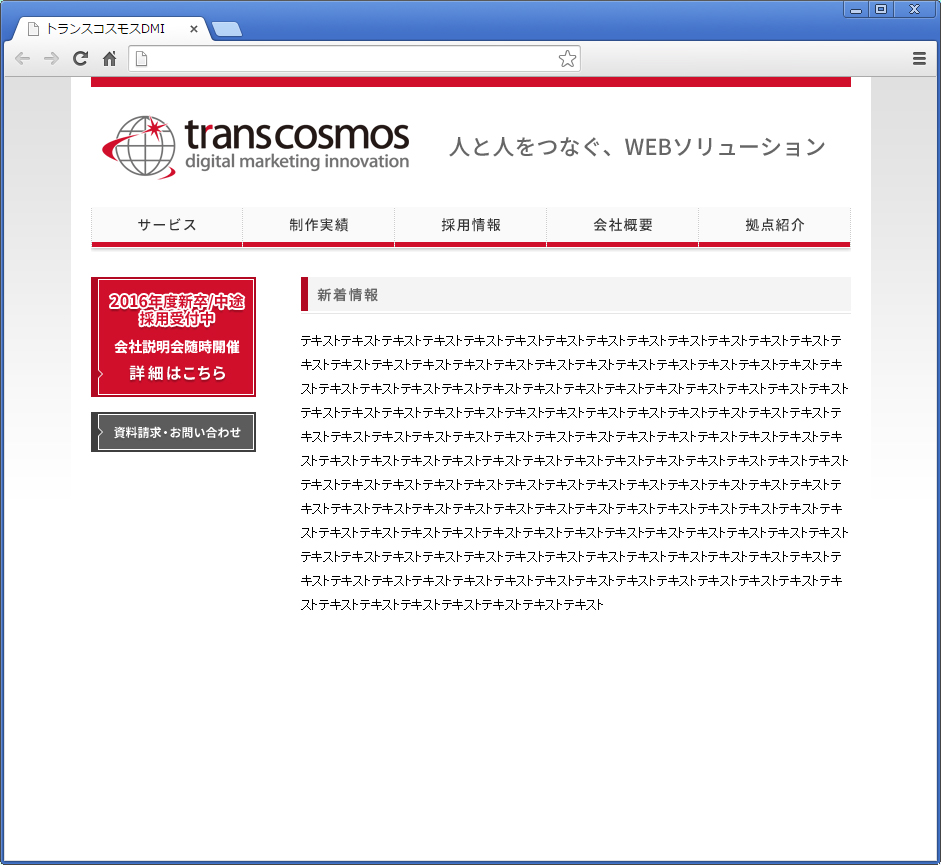 トランスコスモスDMI
transcosmos
digital marketing innovation
人と人をつなぐ、WEBソリューション
サービス
制作実績
採用情報
会社概要
拠点紹介
2016年度新卒/中途
採用受付中
会社説明会随時開催
詳細はこちら
資料請求・お問い合わせ
新着情報
テキストテキストテキストテキストテキストテキストテキストテキストテキストテキストテキストテキストテキストテ
キストテキストテキストテキストテキストテキストテキストテキストテキストテキストテキストテキストテキストテキ
ストテキストテキストテキストテキストテキストテキストテキストテキストテキストテキストテキストテキストテキスト
テキストテキストテキストテキストテキストテキストテキストテキストテキストテキストテキストテキストテキストテ
キストテキストテキストテキストテキストテキストテキストテキストテキストテキストテキストテキストテキストテキ
ストテキストテキストテキストテキストテキストテキストテキストテキストテキストテキストテキストテキストテキスト
テキストテキストテキストテキストテキストテキストテキストテキストテキストテキストテキストテキストテキストテ
キストテキストテキストテキストテキストテキストテキストテキストテキストテキストテキストテキストテキストテキ
ストテキストテキストテキストテキストテキストテキストテキストテキストテキストテキストテキストテキストテキスト
テキストテキストテキストテキストテキストテキストテキストテキストテキストテキストテキストテキストテキストテ
キストテキストテキストテキストテキストテキストテキストテキストテキストテキストテキストテキストテキストテキ
ストテキストテキストテキストテキストテキストテキストテキスト